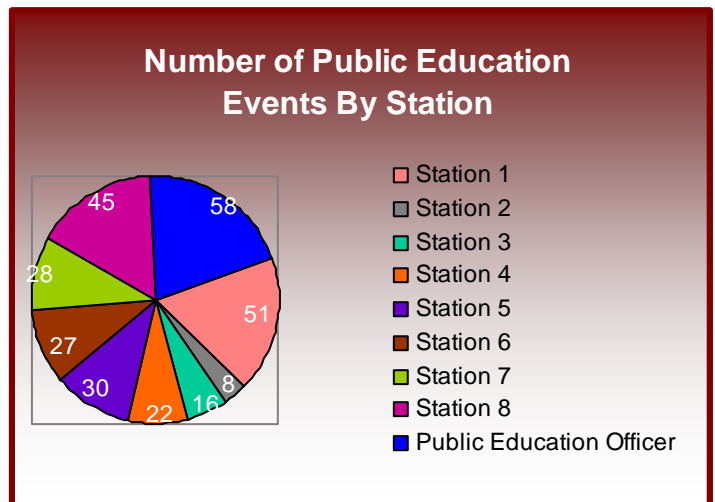 Number of Public Education
Events By Station
45
58
28
51
27
8
30
16
22
Station 1
Station 2
Station 3
Station 4
Station 5
Station 6
Station 7
Station 8
Public Education Officer